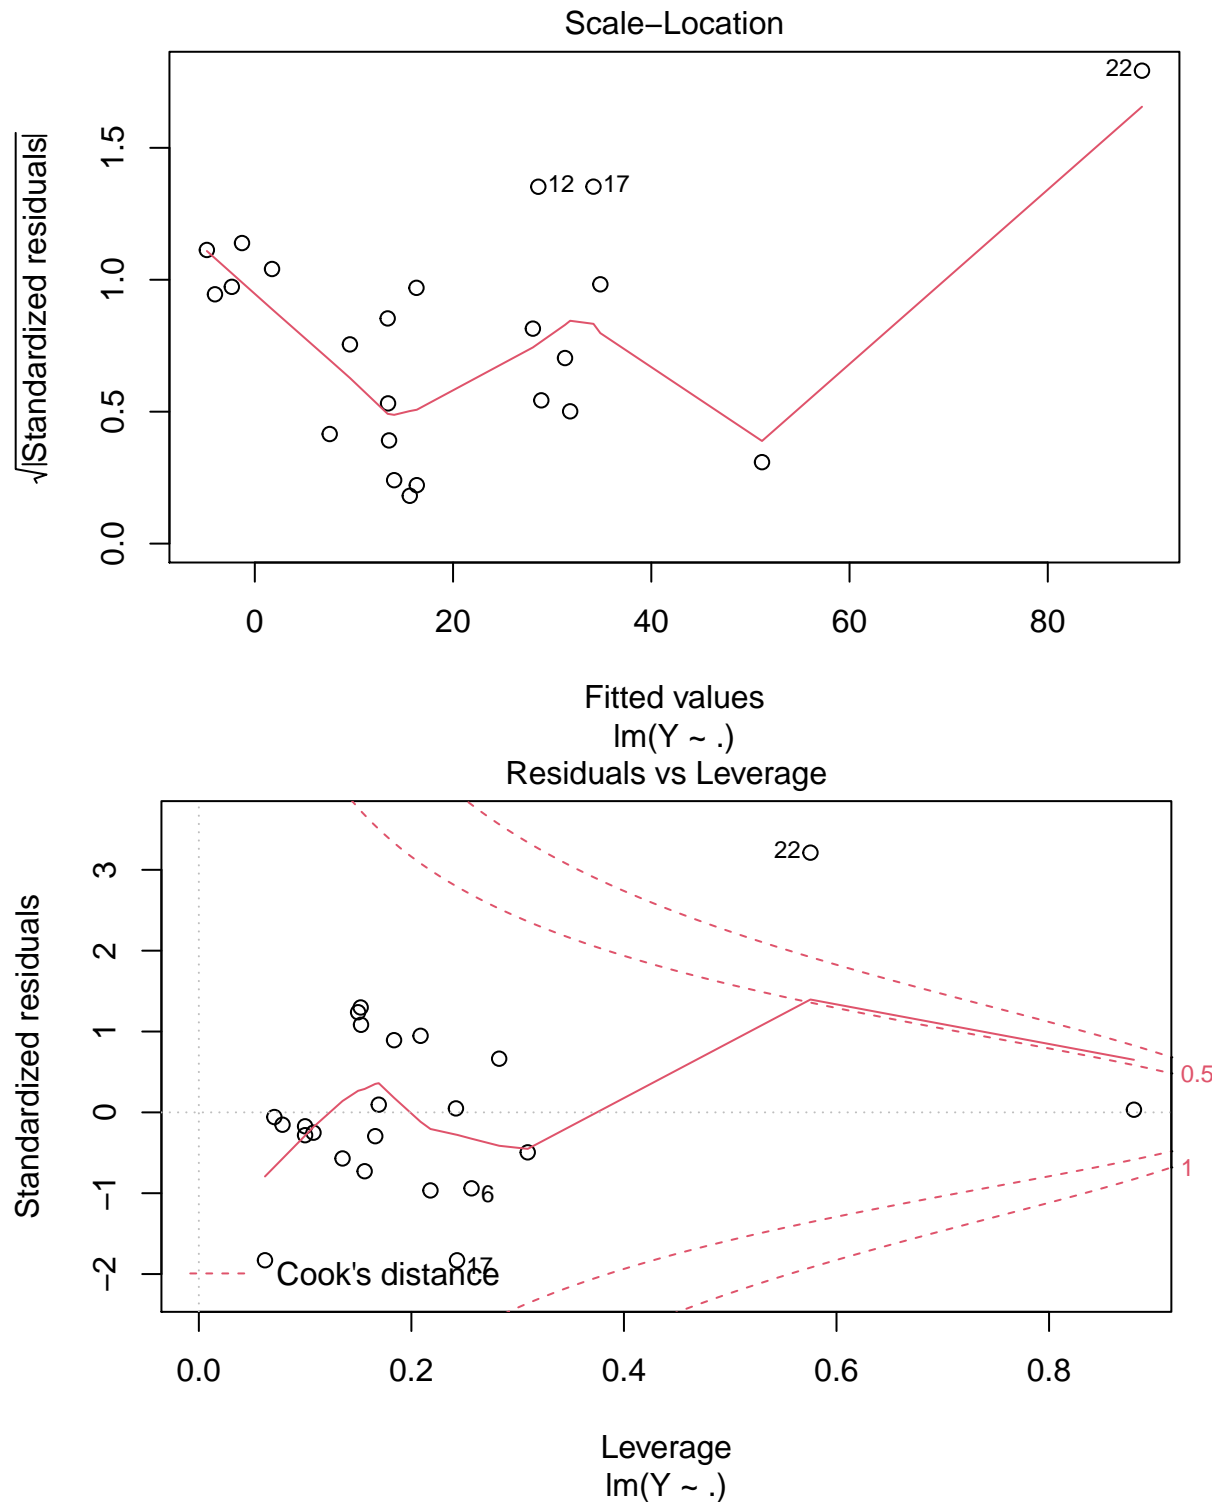 Scale−Location
√|Standardized residuals|
0.0 0.5 1.0 1.5
22
12
17
0 20 40 60 80
Fitted values
lm(Y ~ .)
Residuals vs Leverage
Standardized residuals
−2 −1 0 1 2 3
22
0.5
1
6
17
Cook's distance
0.0 0.2 0.4 0.6 0.8
Leverage
lm(Y ~ .)